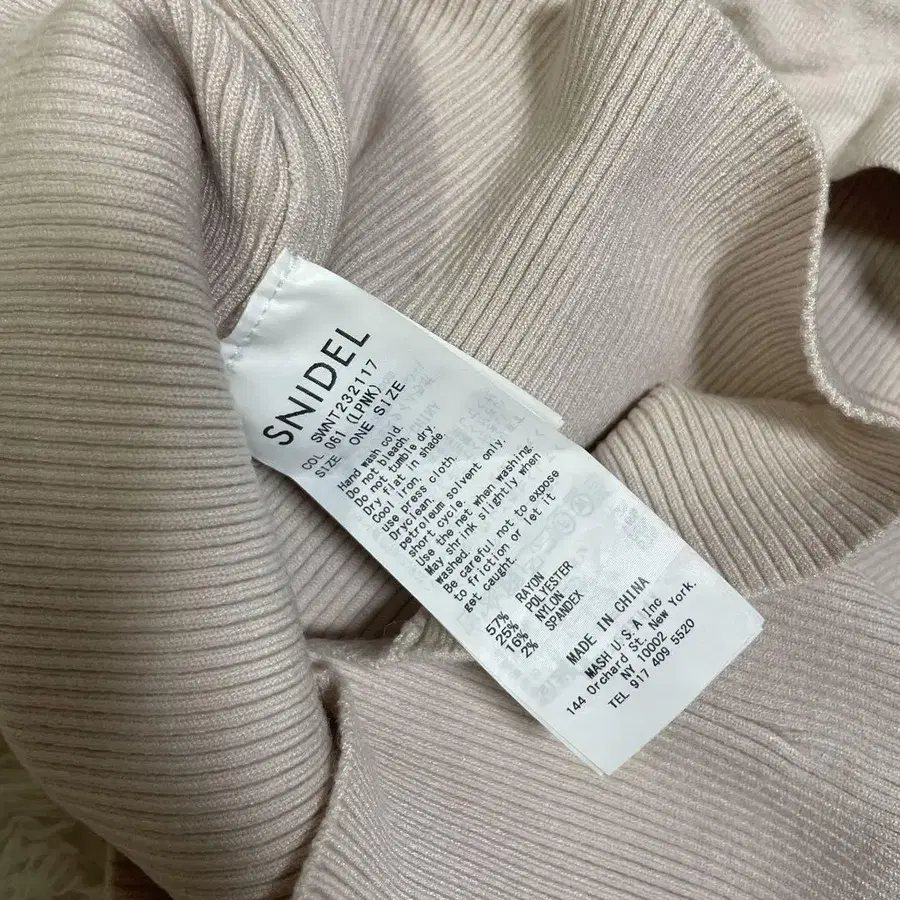 SNIDEL
SWNT232117
COL 061 (LPNK)
SIZE ONE SIZE
Hand wash cold.
Do not bleach.
Do not tumble dry.
Dry flat in shade.
Cool iron.
use press cloth.
Dryclean.
petroleum solvent only.
short cycle.
Use the net when washing.
May shrink slightly when
washed.
Be careful not to expose
to friction or let it
get caught.
57% RAYON
25% POLYESTER
16% NYLON
2% SPANDEX
MADE IN CHINA
MASH U.S.A Inc
144 Orchard St. New York.
NY 10002
TEL 917 409 5520